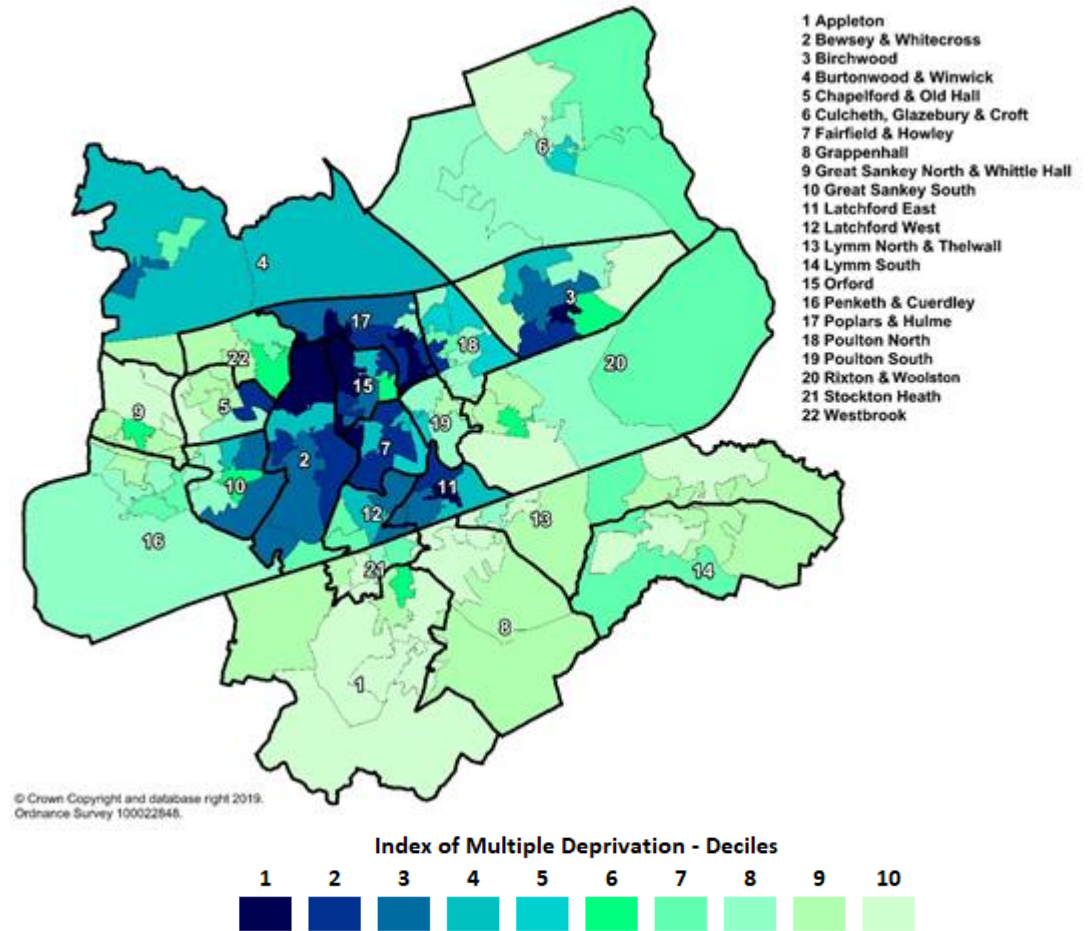 1 Appleton
2 Bewsey & Whitecross
3 Birchwood
4 Burtonwood & Winwick
5 Chapelford & Old Hall
6 Culcheth, Glazebury & Croft
7 Fairfield & Howley
8 Grappenhall
9 Great Sankey North & Whittle Hall
10 Great Sankey South
11 Latchford East
12 Latchford West
13 Lymm North & Thelwall
14 Lymm South
15 Orford
16 Penketh & Cuerdley
17 Poplars & Hulme
18 Poulton North
19 Poulton South
20 Rixton & Woolston
21 Stockton Heath
22 Westbrook
6
4
3
17
18
22
20
15
5
9
19
7
2
10
11
12
13
16
21
14
8
1
© Crown Copyright and database right 2019.
Ordnance Survey 100022848.
Index of Multiple Deprivation - Deciles
1 2 3 4 5 6 7 8 9 10